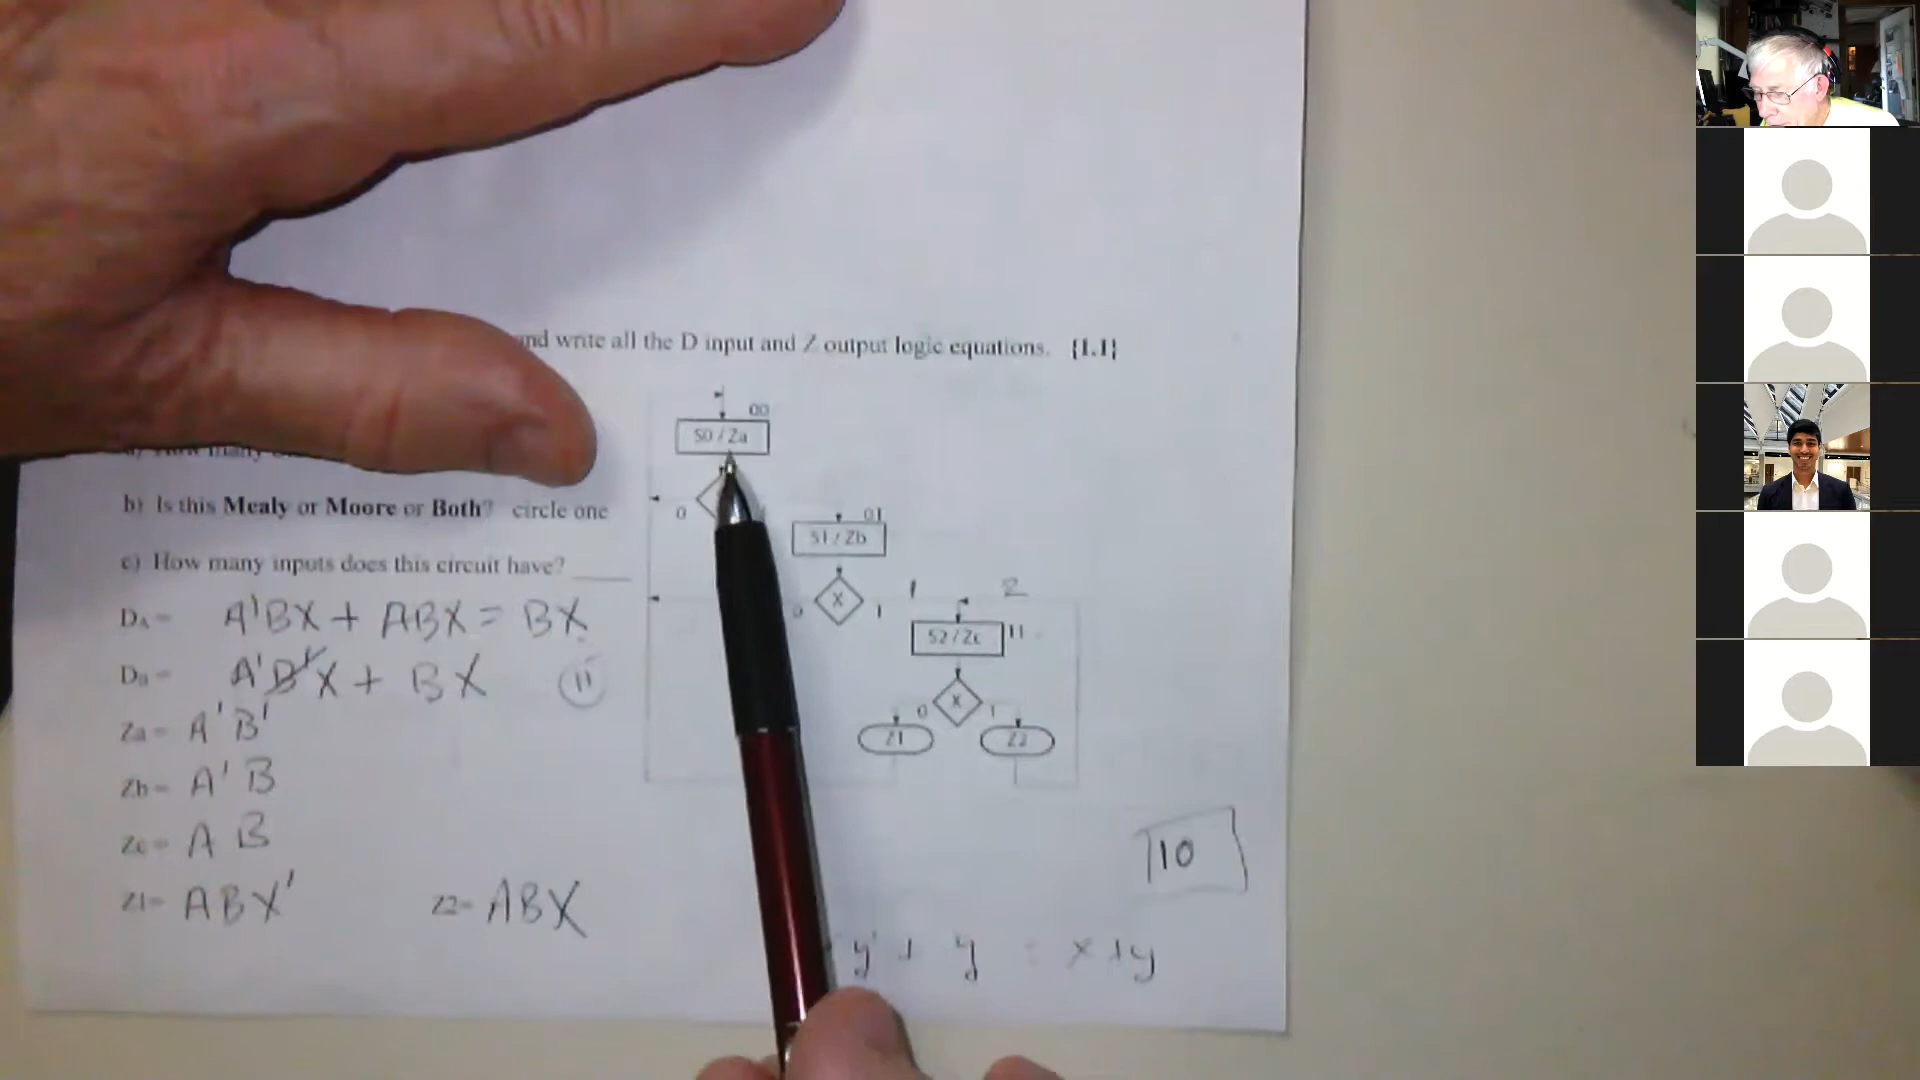 write all the D input and Z output logic equations. {1.1}
00
S0 / Za
0
b) Is this Mealy or Moore or Both? circle one
01
S1 / Zb
c) How many inputs does this circuit have? ____
X
0
1
1
2
S2 / Zc
11
X
0
1
Z1
Z2
DA = A'BX + ABX = BX
DB = A'B'X + BX
11
Za = A'B'
Zb = A'B
Zc = AB
Z1 = ABX'
Z2 = ABX
10
y' + y = x + y